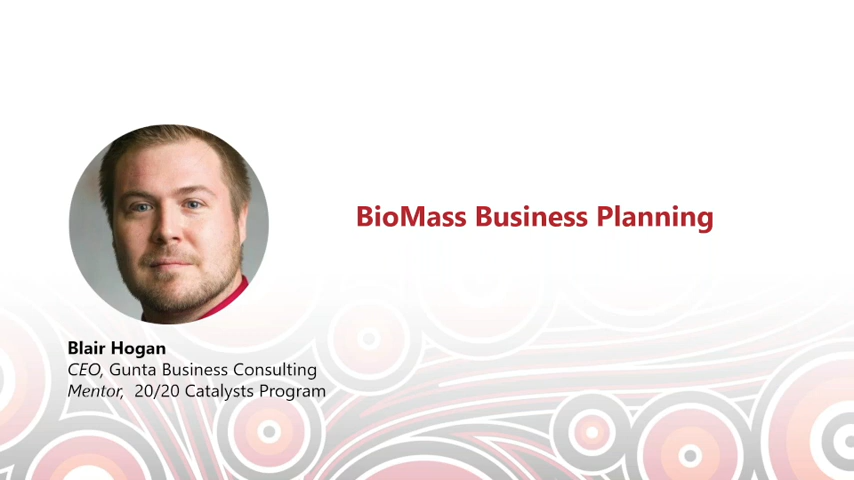 BioMass Business Planning
Blair Hogan
CEO, Gunta Business Consulting
Mentor, 20/20 Catalysts Program